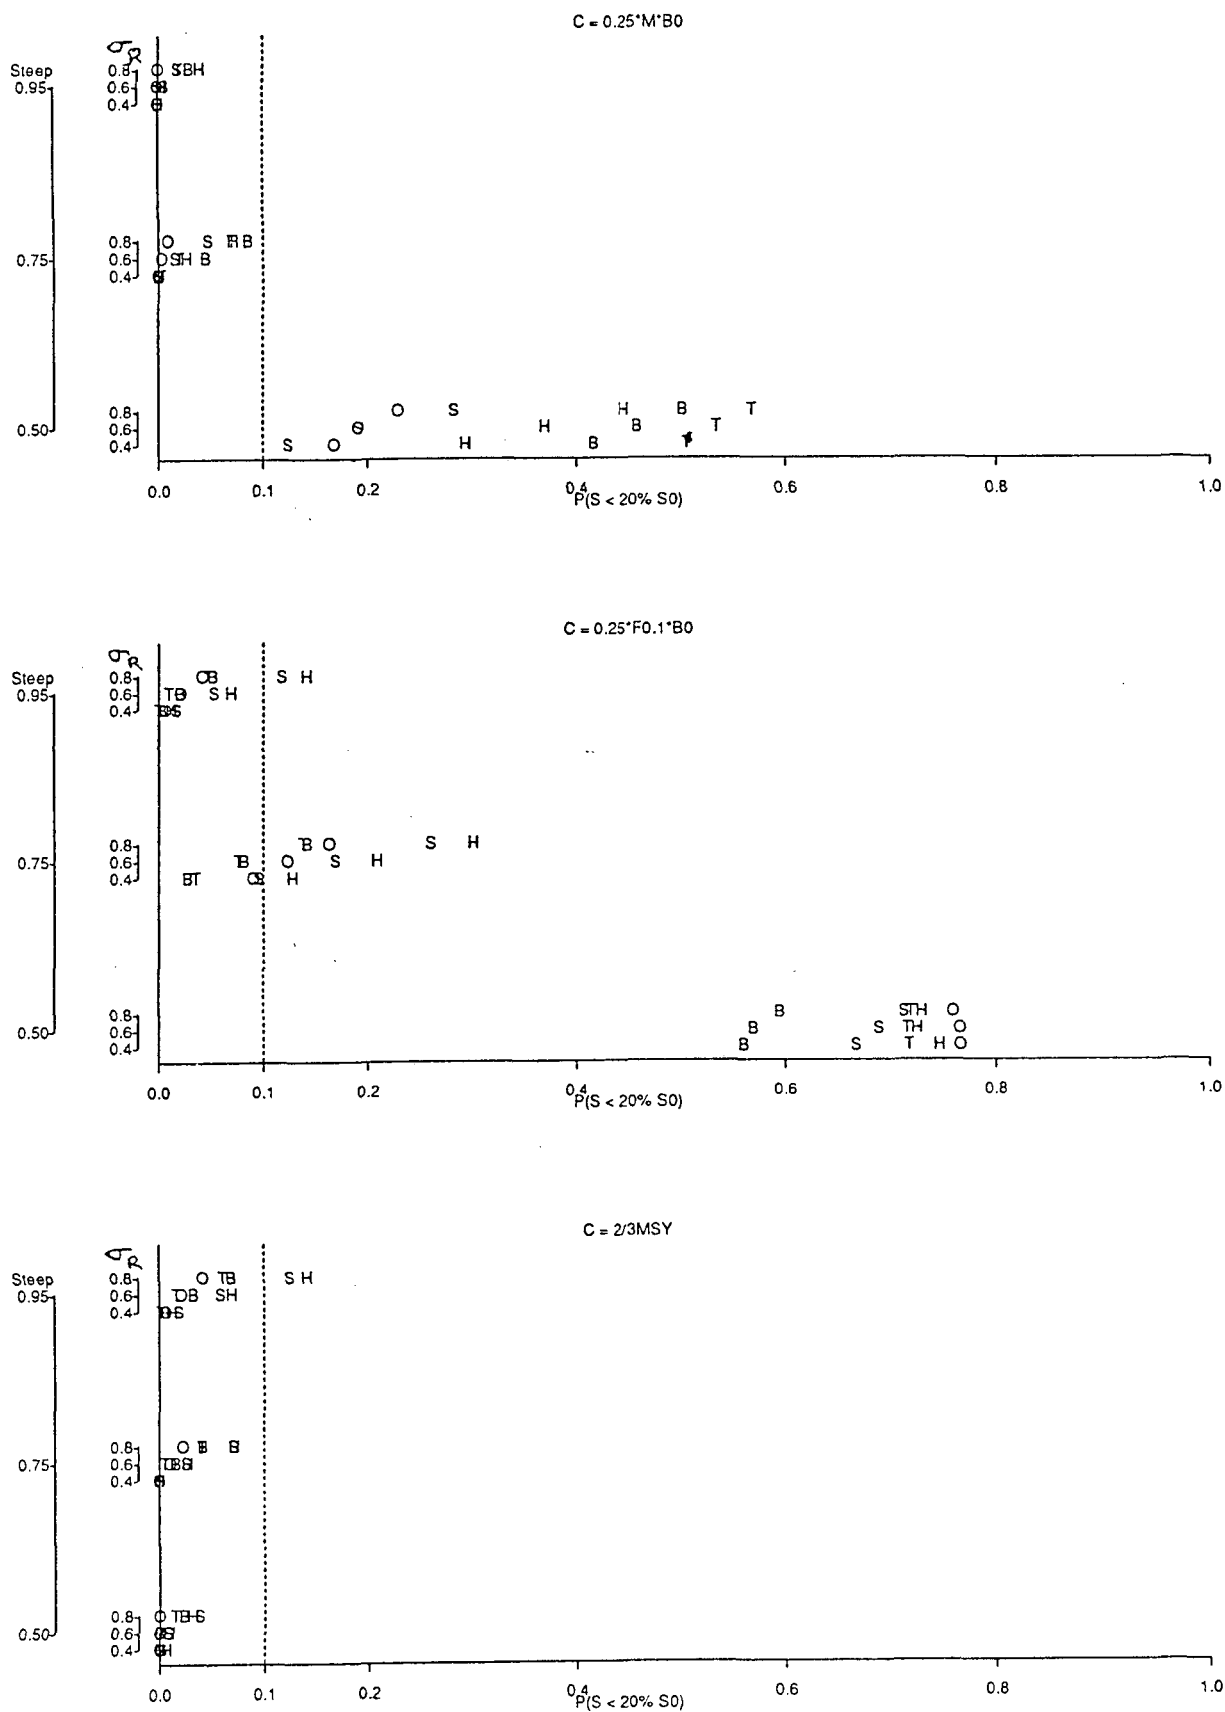 C = 0.25*M*B0
σR
Steep
0.8 O S BH
0.95 0.6
0.4
0.8 O S H B
0.75 0.6 O S H B
0.4
0.8 O S H B T
0.50 0.6 H B T
0.4 S O H B T
0.0 0.1 0.2 0.4 0.6 0.8 1.0
P(S < 20% S0)
C = 0.25*F0.1*B0
σR
Steep
0.8 O B S H
0.95 0.6 T B S H
0.4
0.8 TB O S H
0.75 0.6 TB O S H
0.4 BT O S H
0.8 B STH O
0.50 0.6 B S TH O
0.4 B S T H O
0.0 0.1 0.2 0.4 0.6 0.8 1.0
P(S < 20% S0)
C = 2/3MSY
σR
Steep
0.8 O TB S H
0.95 0.6 TO B SH
0.4
0.8 O
0.75 0.6
0.4
0.8 O TB H S
0.50 0.6
0.4
0.0 0.1 0.2 0.4 0.6 0.8 1.0
P(S < 20% S0)